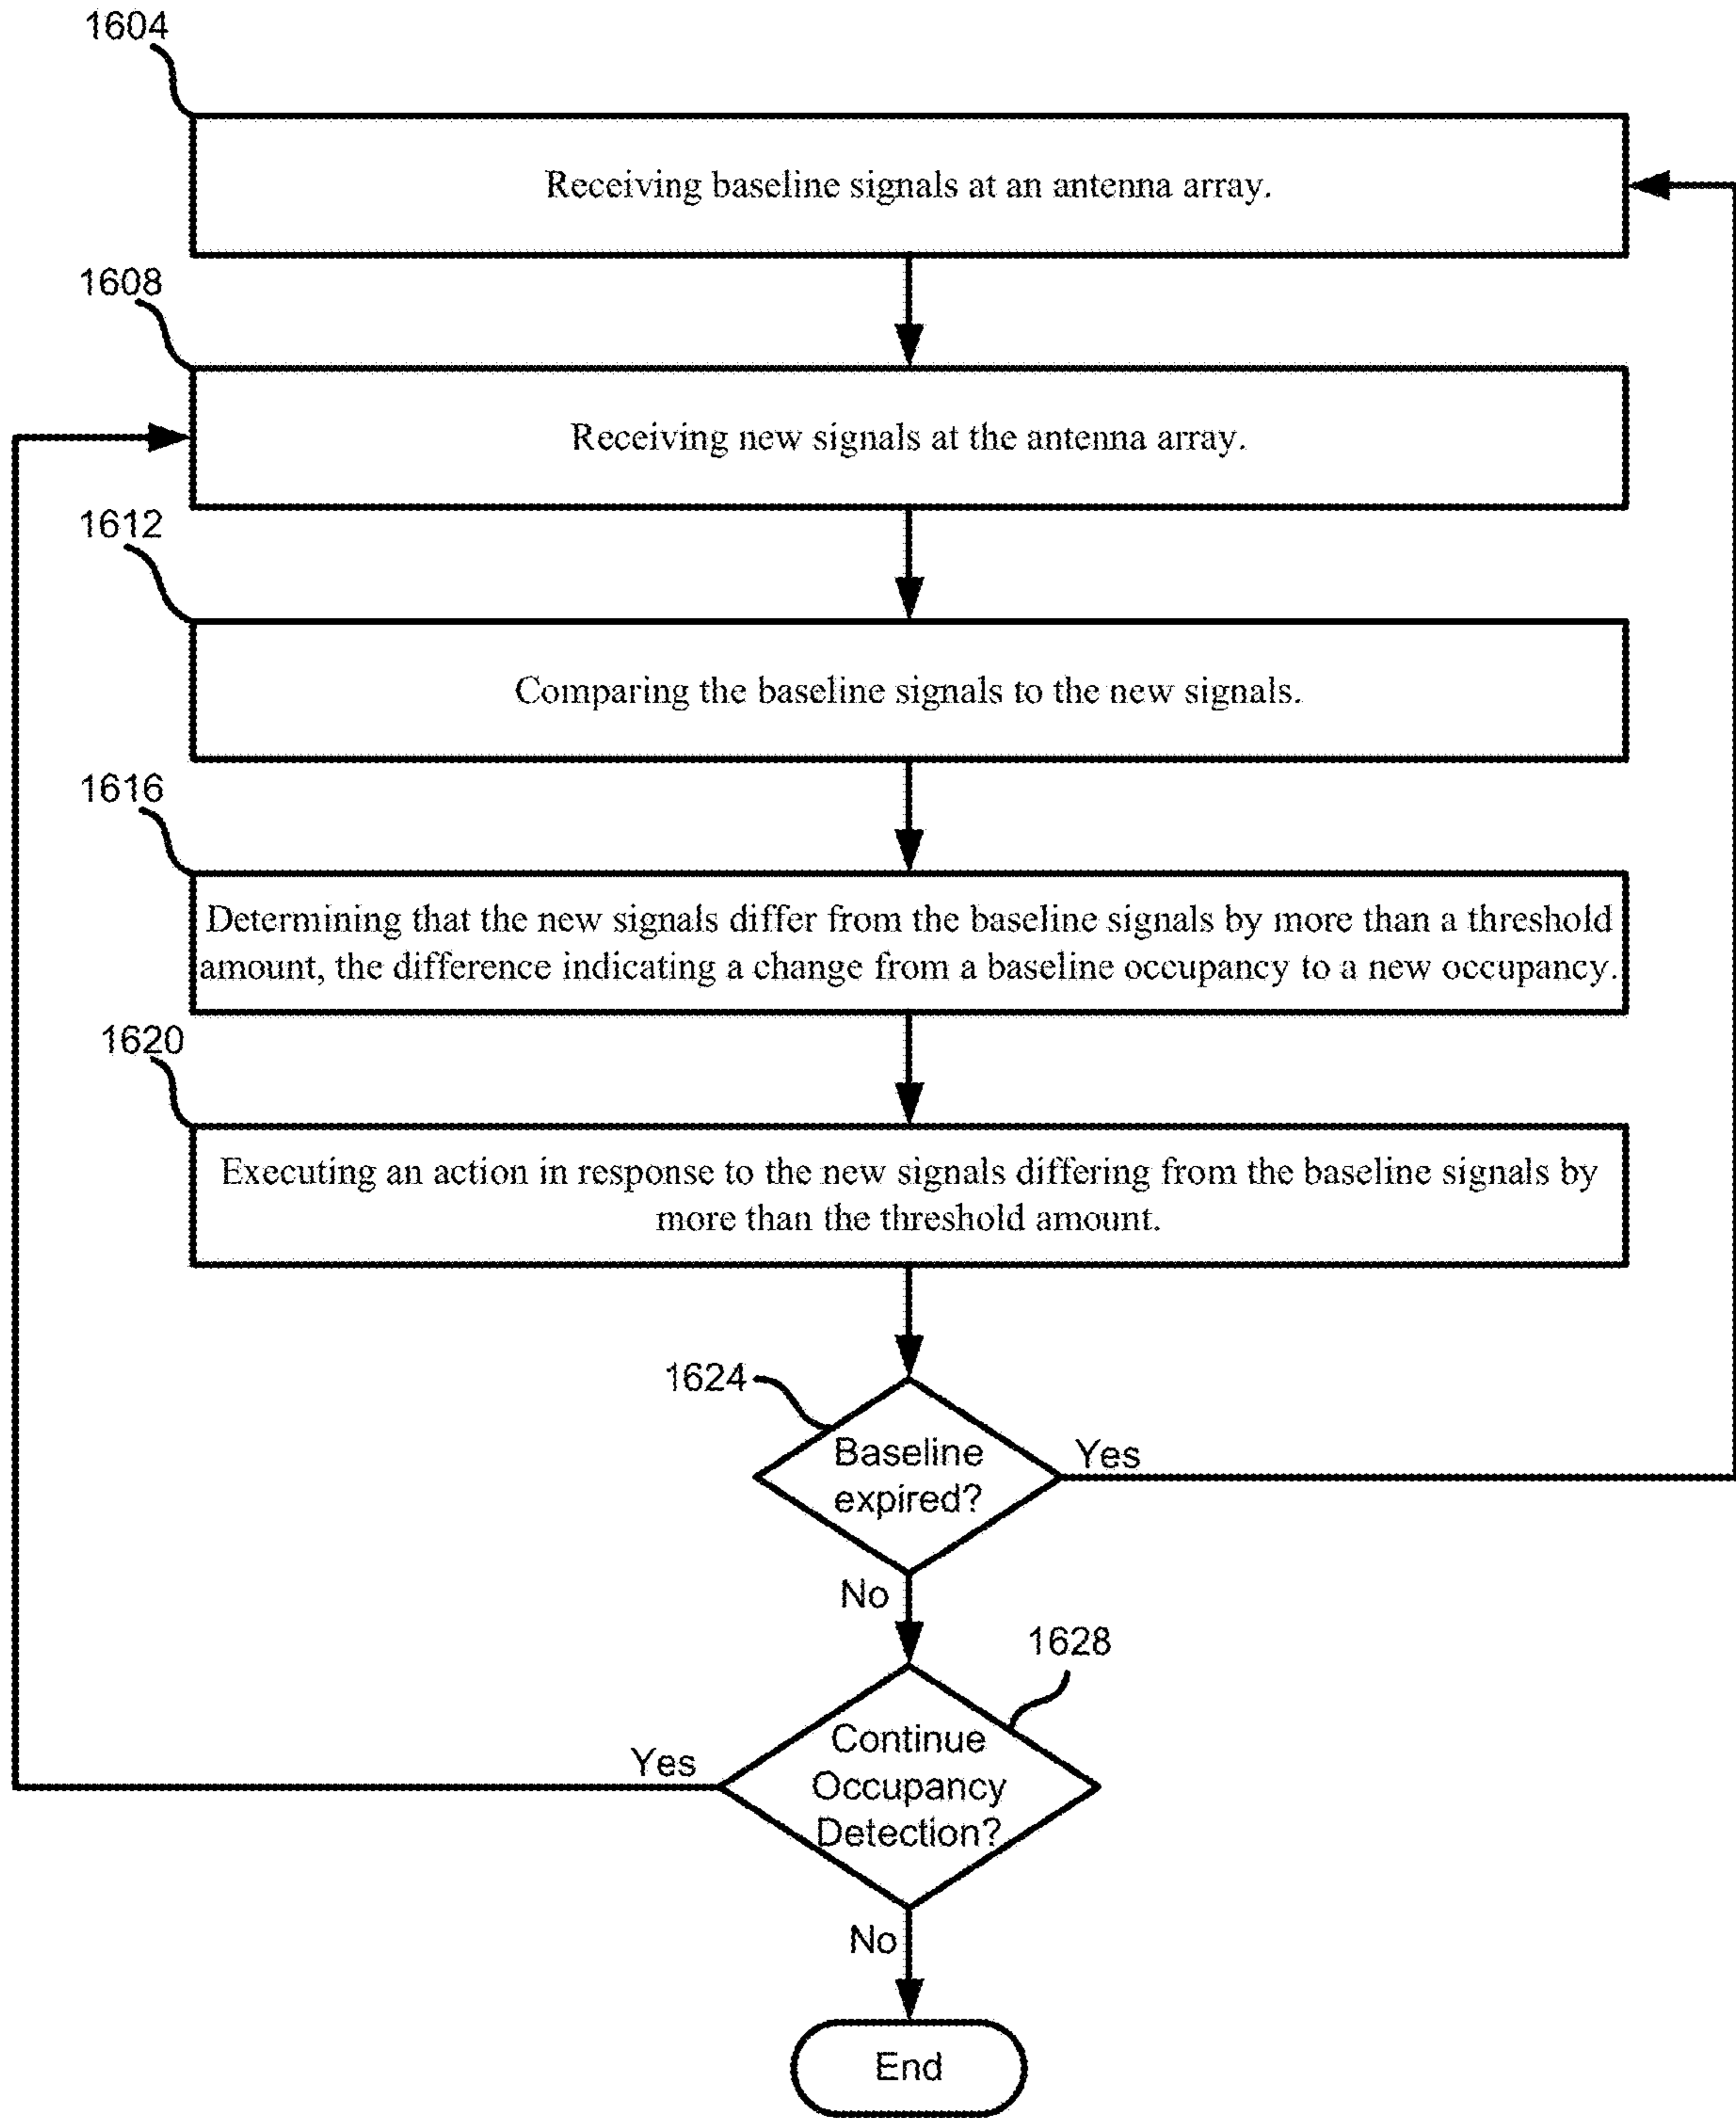 1604
Receiving baseline signals at an antenna array.
1608
Receiving new signals at the antenna array.
1612
Comparing the baseline signals to the new signals.
1616
Determining that the new signals differ from the baseline signals by more than a threshold
amount, the difference indicating a change from a baseline occupancy to a new occupancy.
1620
Executing an action in response to the new signals differing from the baseline signals by
more than the threshold amount.
1624
Baseline
expired?
Yes
No
1628
Continue
Occupancy
Detection?
Yes
No
End